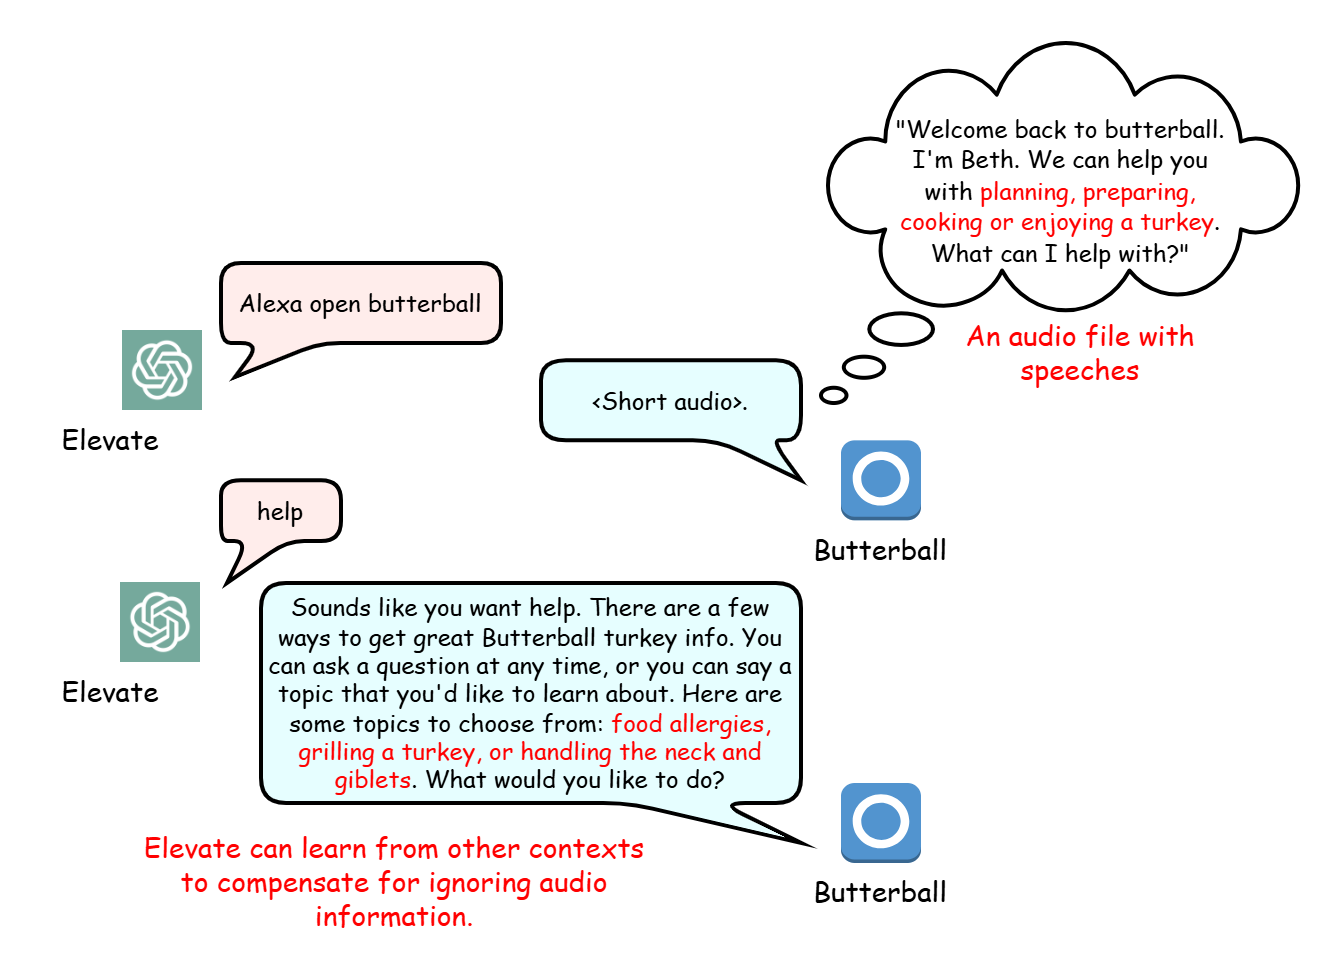 "Welcome back to butterball.
I'm Beth. We can help you
with planning, preparing,
cooking or enjoying a turkey.
What can I help with?"
Alexa open butterball
An audio file with
speeches
<Short audio>.
Elevate
help
Butterball
Sounds like you want help. There are a few
ways to get great Butterball turkey info. You
can ask a question at any time, or you can say a
topic that you'd like to learn about. Here are
some topics to choose from: food allergies,
grilling a turkey, or handling the neck and
giblets. What would you like to do?
Elevate
Elevate can learn from other contexts
to compensate for ignoring audio
information.
Butterball